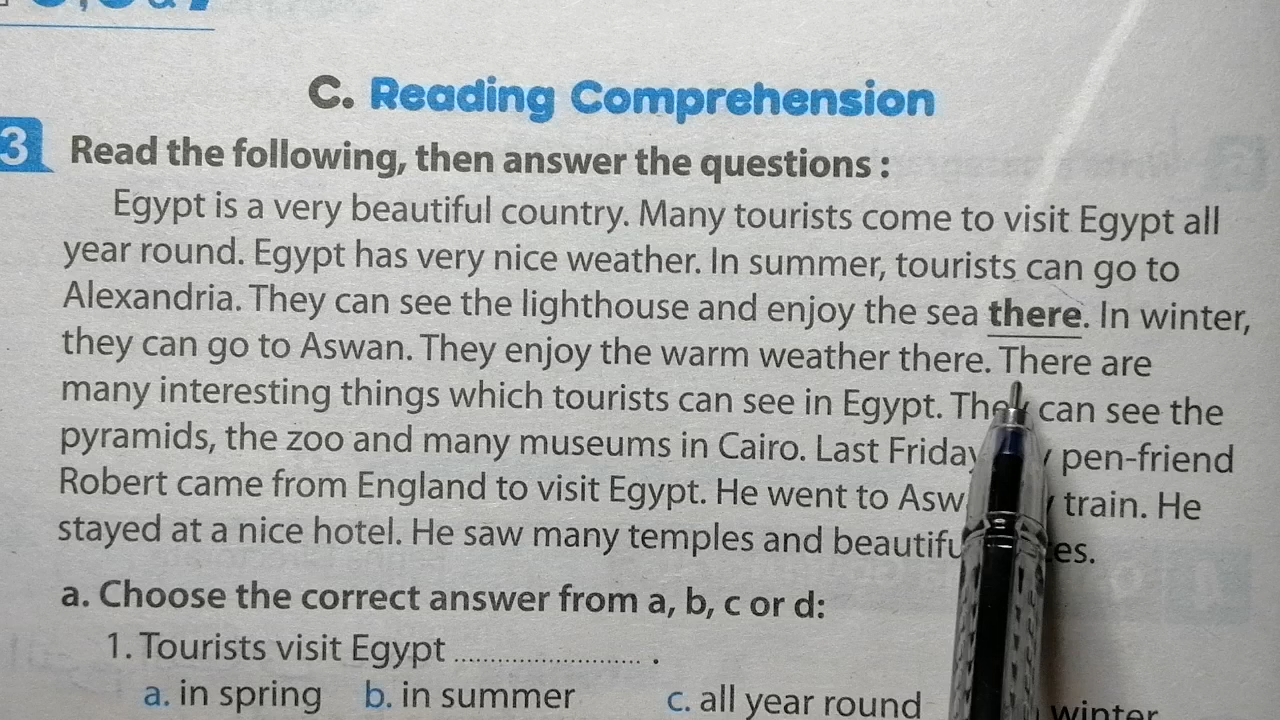 C. Reading Comprehension
3 Read the following, then answer the questions :
Egypt is a very beautiful country. Many tourists come to visit Egypt all
year round. Egypt has very nice weather. In summer, tourists can go to
Alexandria. They can see the lighthouse and enjoy the sea there. In winter,
they can go to Aswan. They enjoy the warm weather there. There are
many interesting things which tourists can see in Egypt. They can see the
pyramids, the zoo and many museums in Cairo. Last Friday pen-friend
Robert came from England to visit Egypt. He went to train. He
stayed at a nice hotel. He saw many temples and
a. Choose the correct answer from a, b, c or d:
1. Tourists visit Egypt ............................ .
a. in spring b. in summer c. all year round winter